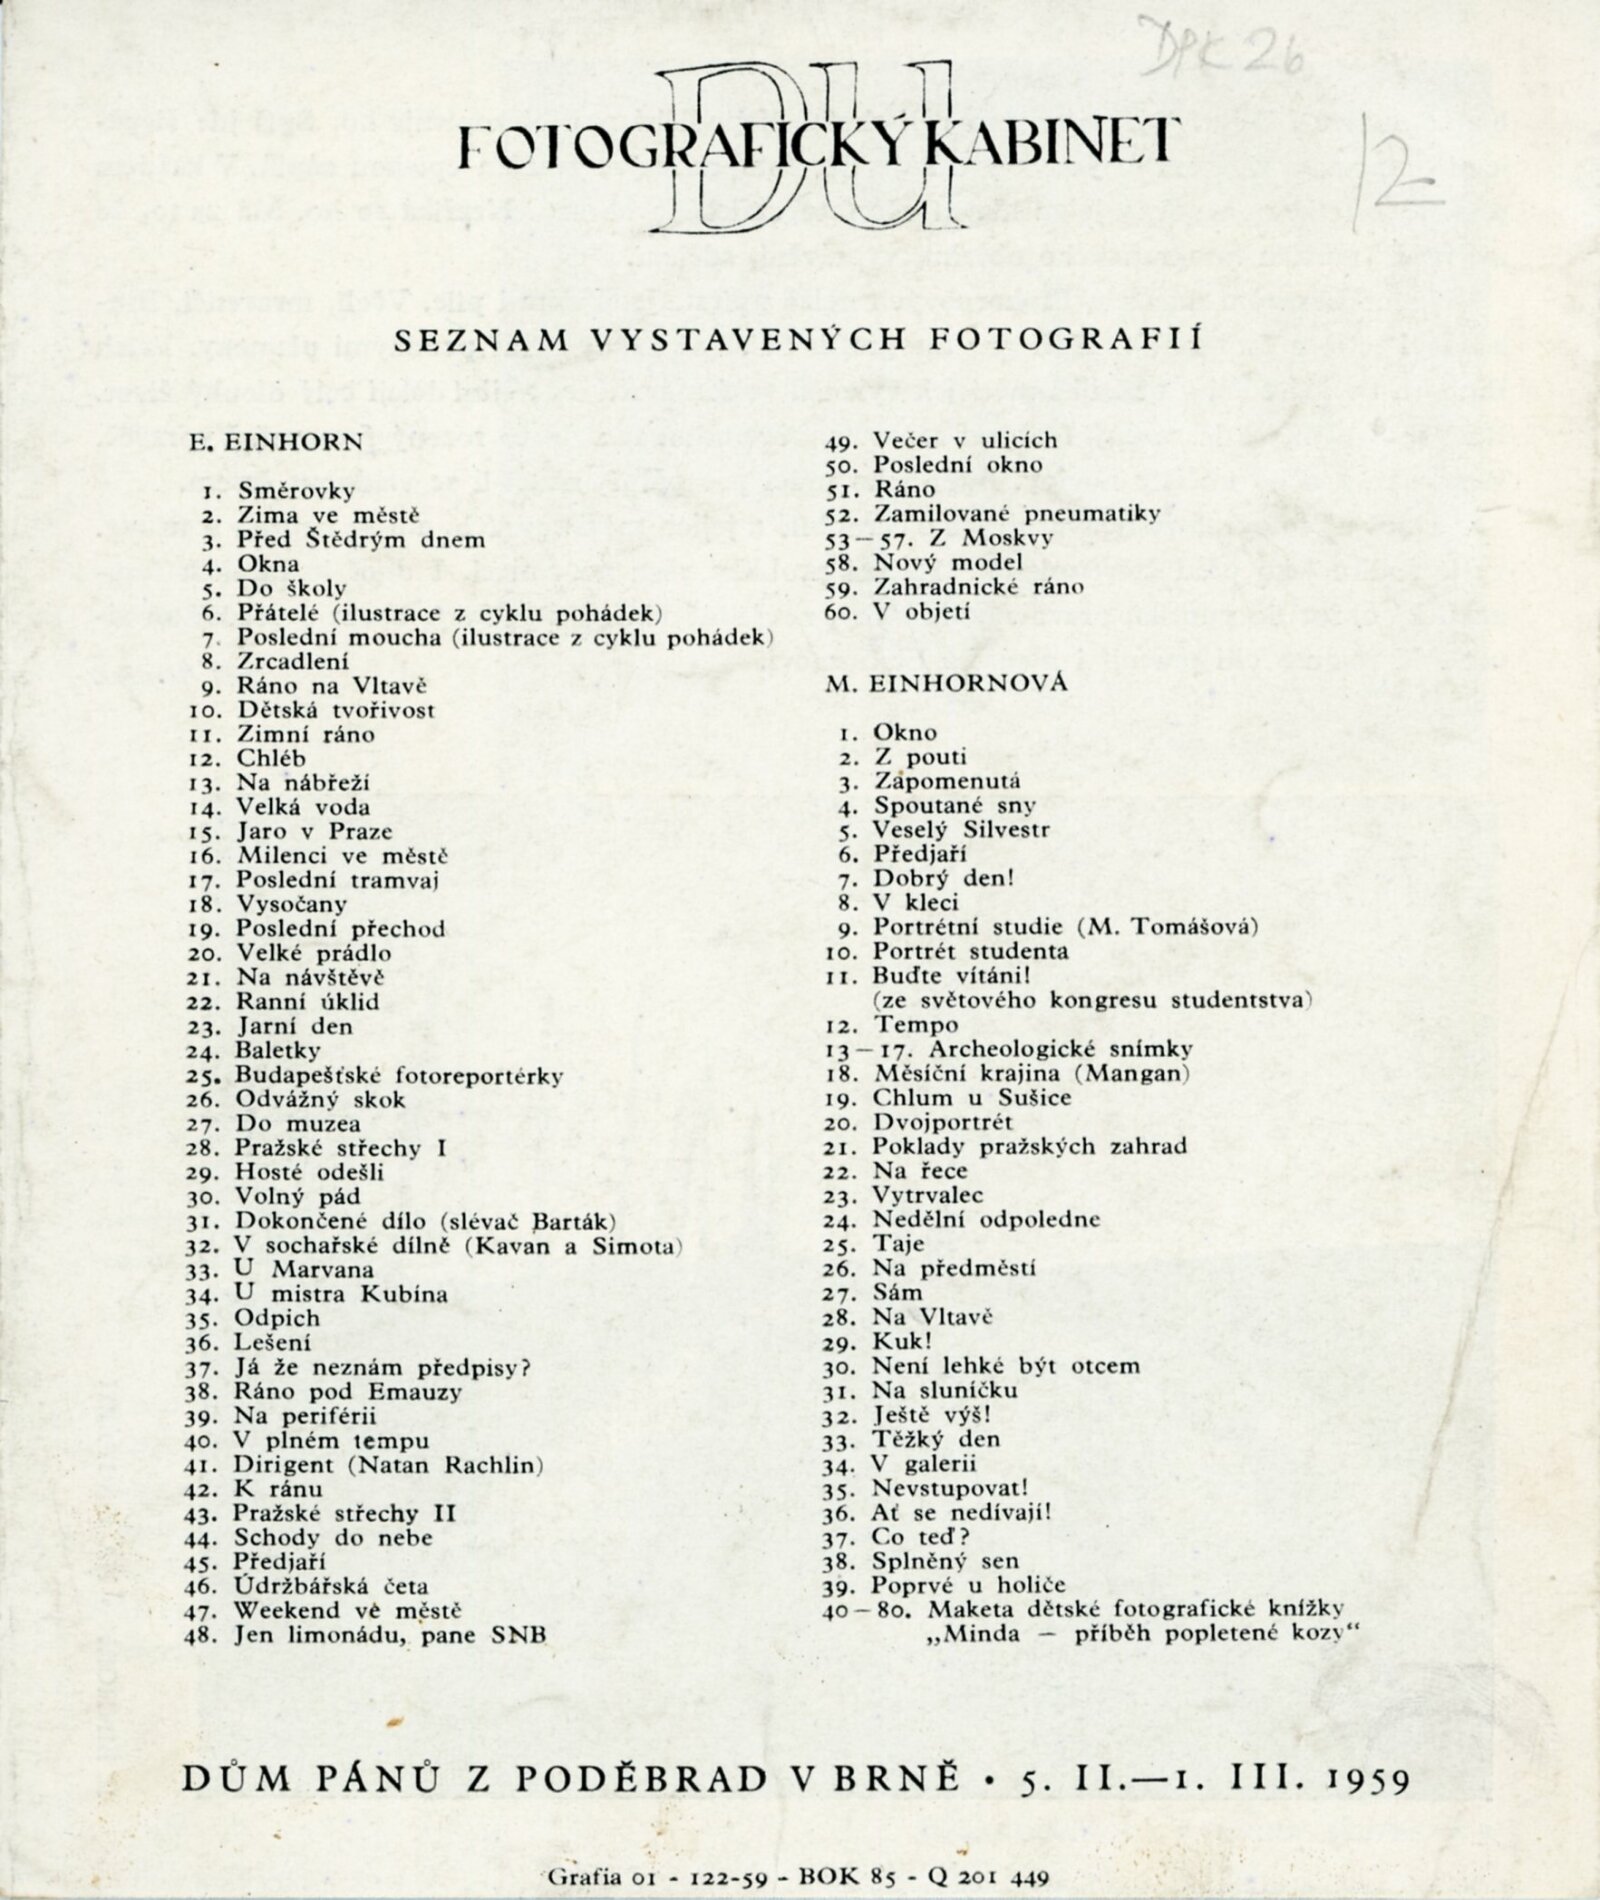 DPK 26
DU
FOTOGRAFICKÝ KABINET
12
SEZNAM VYSTAVENÝCH FOTOGRAFIÍ
E. EINHORN
1. Směrovky
2. Zima ve městě
3. Před Štědrým dnem
4. Okna
5. Do školy
6. Přátelé (ilustrace z cyklu pohádek)
7. Poslední moucha (ilustrace z cyklu pohádek)
8. Zrcadlení
9. Ráno na Vltavě
10. Dětská tvořivost
11. Zimní ráno
12. Chléb
13. Na nábřeží
14. Velká voda
15. Jaro v Praze
16. Milenci ve městě
17. Poslední tramvaj
18. Vysočany
19. Poslední přechod
20. Velké prádlo
21. Na návštěvě
22. Ranní úklid
23. Jarní den
24. Baletky
25. Budapešťské fotoreportérky
26. Odvážný skok
27. Do muzea
28. Pražské střechy I
29. Hosté odešli
30. Volný pád
31. Dokončené dílo (slévač Barták)
32. V sochařské dílně (Kavan a Simota)
33. U Marvana
34. U mistra Kubína
35. Odpich
36. Lešení
37. Já že neznám předpisy?
38. Ráno pod Emauzy
39. Na periférii
40. V plném tempu
41. Dirigent (Natan Rachlin)
42. K ránu
43. Pražské střechy II
44. Schody do nebe
45. Předjaří
46. Údržbářská četa
47. Weekend ve městě
48. Jen limonádu, pane SNB
49. Večer v ulicích
50. Poslední okno
51. Ráno
52. Zamilované pneumatiky
53—57. Z Moskvy
58. Nový model
59. Zahradnické ráno
60. V objetí
M. EINHORNOVÁ
1. Okno
2. Z pouti
3. Zapomenutá
4. Spoutané sny
5. Veselý Silvestr
6. Předjaří
7. Dobrý den!
8. V kleci
9. Portrétní studie (M. Tomášová)
10. Portrét studenta
11. Buďte vítáni!
(ze světového kongresu studentstva)
12. Tempo
13—17. Archeologické snímky
18. Měsíční krajina (Mangan)
19. Chlum u Sušice
20. Dvojportrét
21. Poklady pražských zahrad
22. Na řece
23. Vytrvalec
24. Nedělní odpoledne
25. Taje
26. Na předměstí
27. Sám
28. Na Vltavě
29. Kuk!
30. Není lehké být otcem
31. Na sluníčku
32. Ještě výš!
33. Těžký den
34. V galerii
35. Nevstupovat!
36. Ať se nedívají!
37. Co teď?
38. Splněný sen
39. Poprvé u holiče
40—80. Maketa dětské fotografické knížky
„Minda — příběh popletené kozy“
DŮM PÁNŮ Z PODĚBRAD V BRNĚ • 5. II.—1. III. 1959
Grafia 01 - 122-59 - BOK 85 - Q 201 449